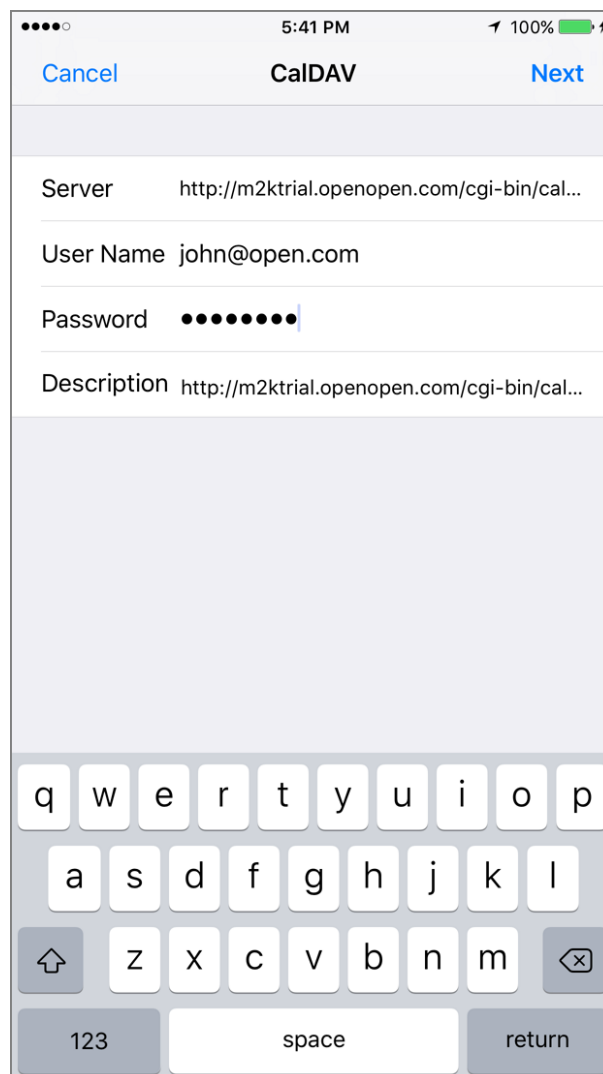 5:41 PM 100%
Cancel CalDAV Next
Server http://m2ktrial.openopen.com/cgi-bin/cal...
User Name john@open.com
Password ••••••••
Description http://m2ktrial.openopen.com/cgi-bin/cal...
q w e r t y u i o p
a s d f g h j k l
z x c v b n m
123 space return